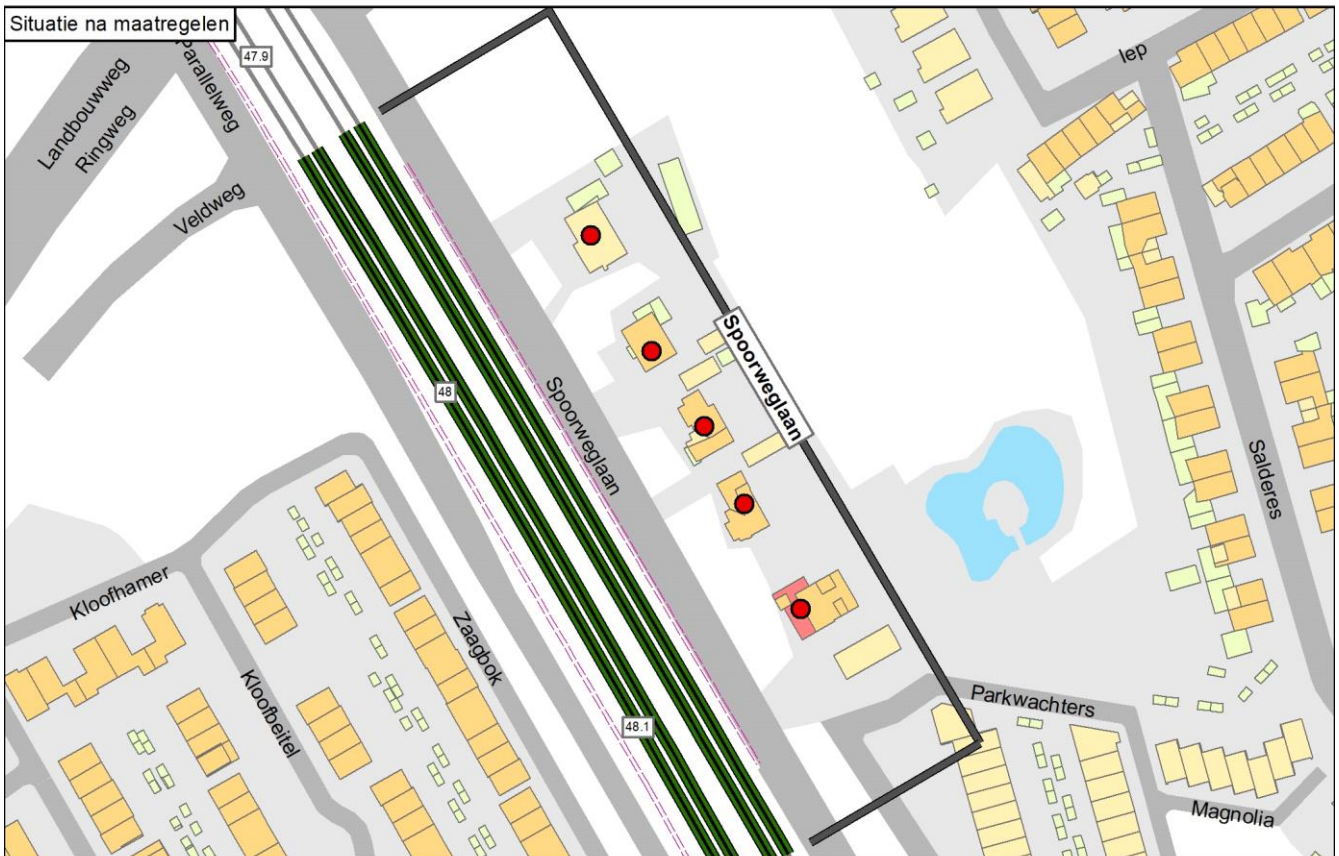 Situatie na maatregelen
47.9
Parallelweg
Landbouwweg
Ringweg
Veldweg
Iep
Spoorweglaan
48
Spoorweglaan
Salderes
Kloofhamer
Zaagbok
Kloofbeitel
48.1
Parkwachters
Magnolia